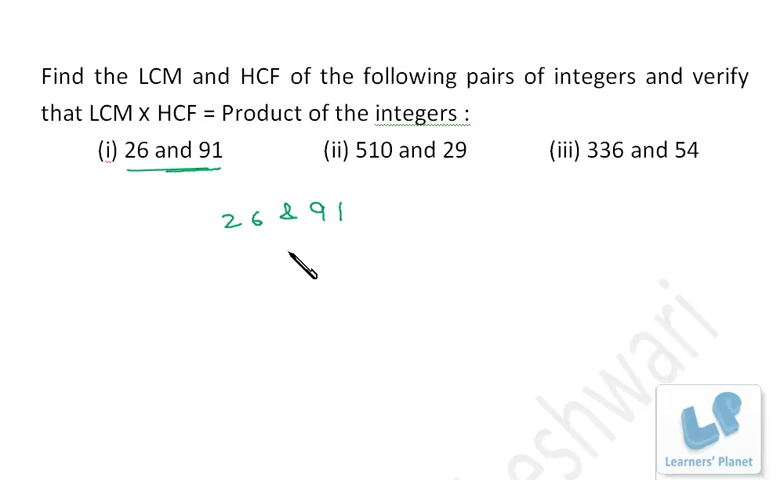 Find the LCM and HCF of the following pairs of integers and verify
that LCM x HCF = Product of the integers :
(i) 26 and 91 (ii) 510 and 29 (iii) 336 and 54
26 & 91
LP
Learners' Planet